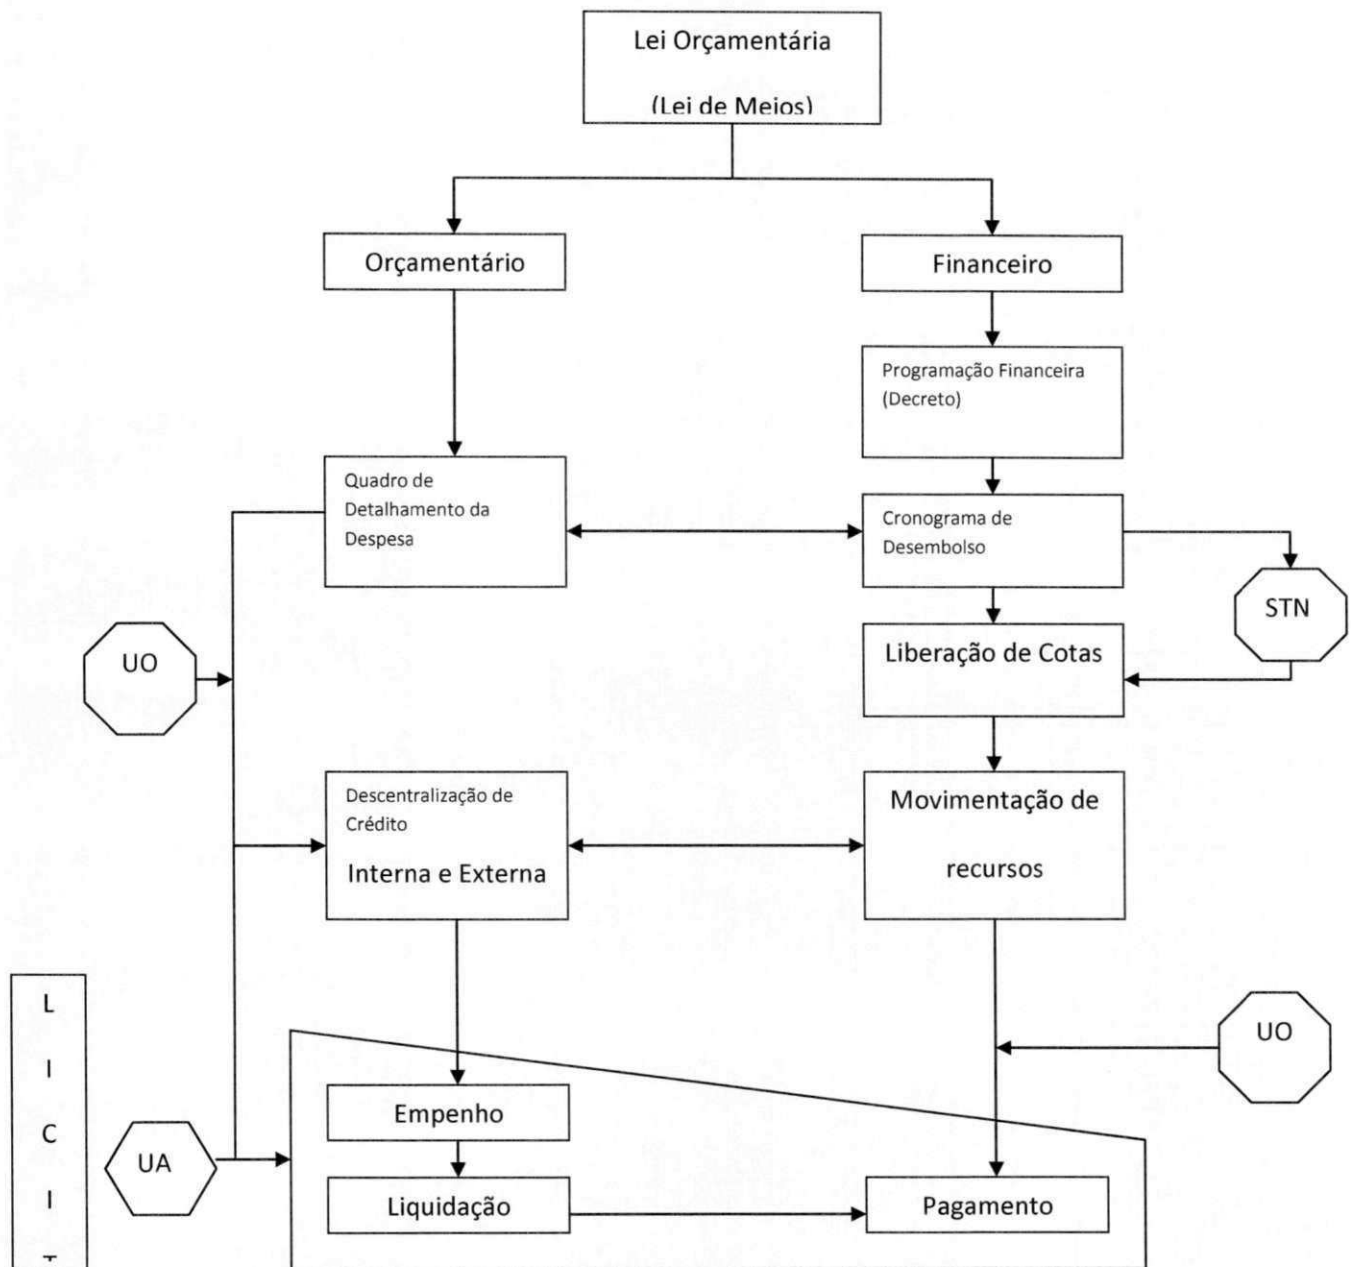 Lei Orçamentária
(Lei de Meios)
Orçamentário
Financeiro
Programação Financeira
(Decreto)
Quadro de
Detalhamento da
Despesa
Cronograma de
Desembolso
STN
UO
Liberação de Cotas
Descentralização de
Crédito
Interna e Externa
Movimentação de
recursos
L
I
C
I
UO
Empenho
UA
Liquidação
Pagamento